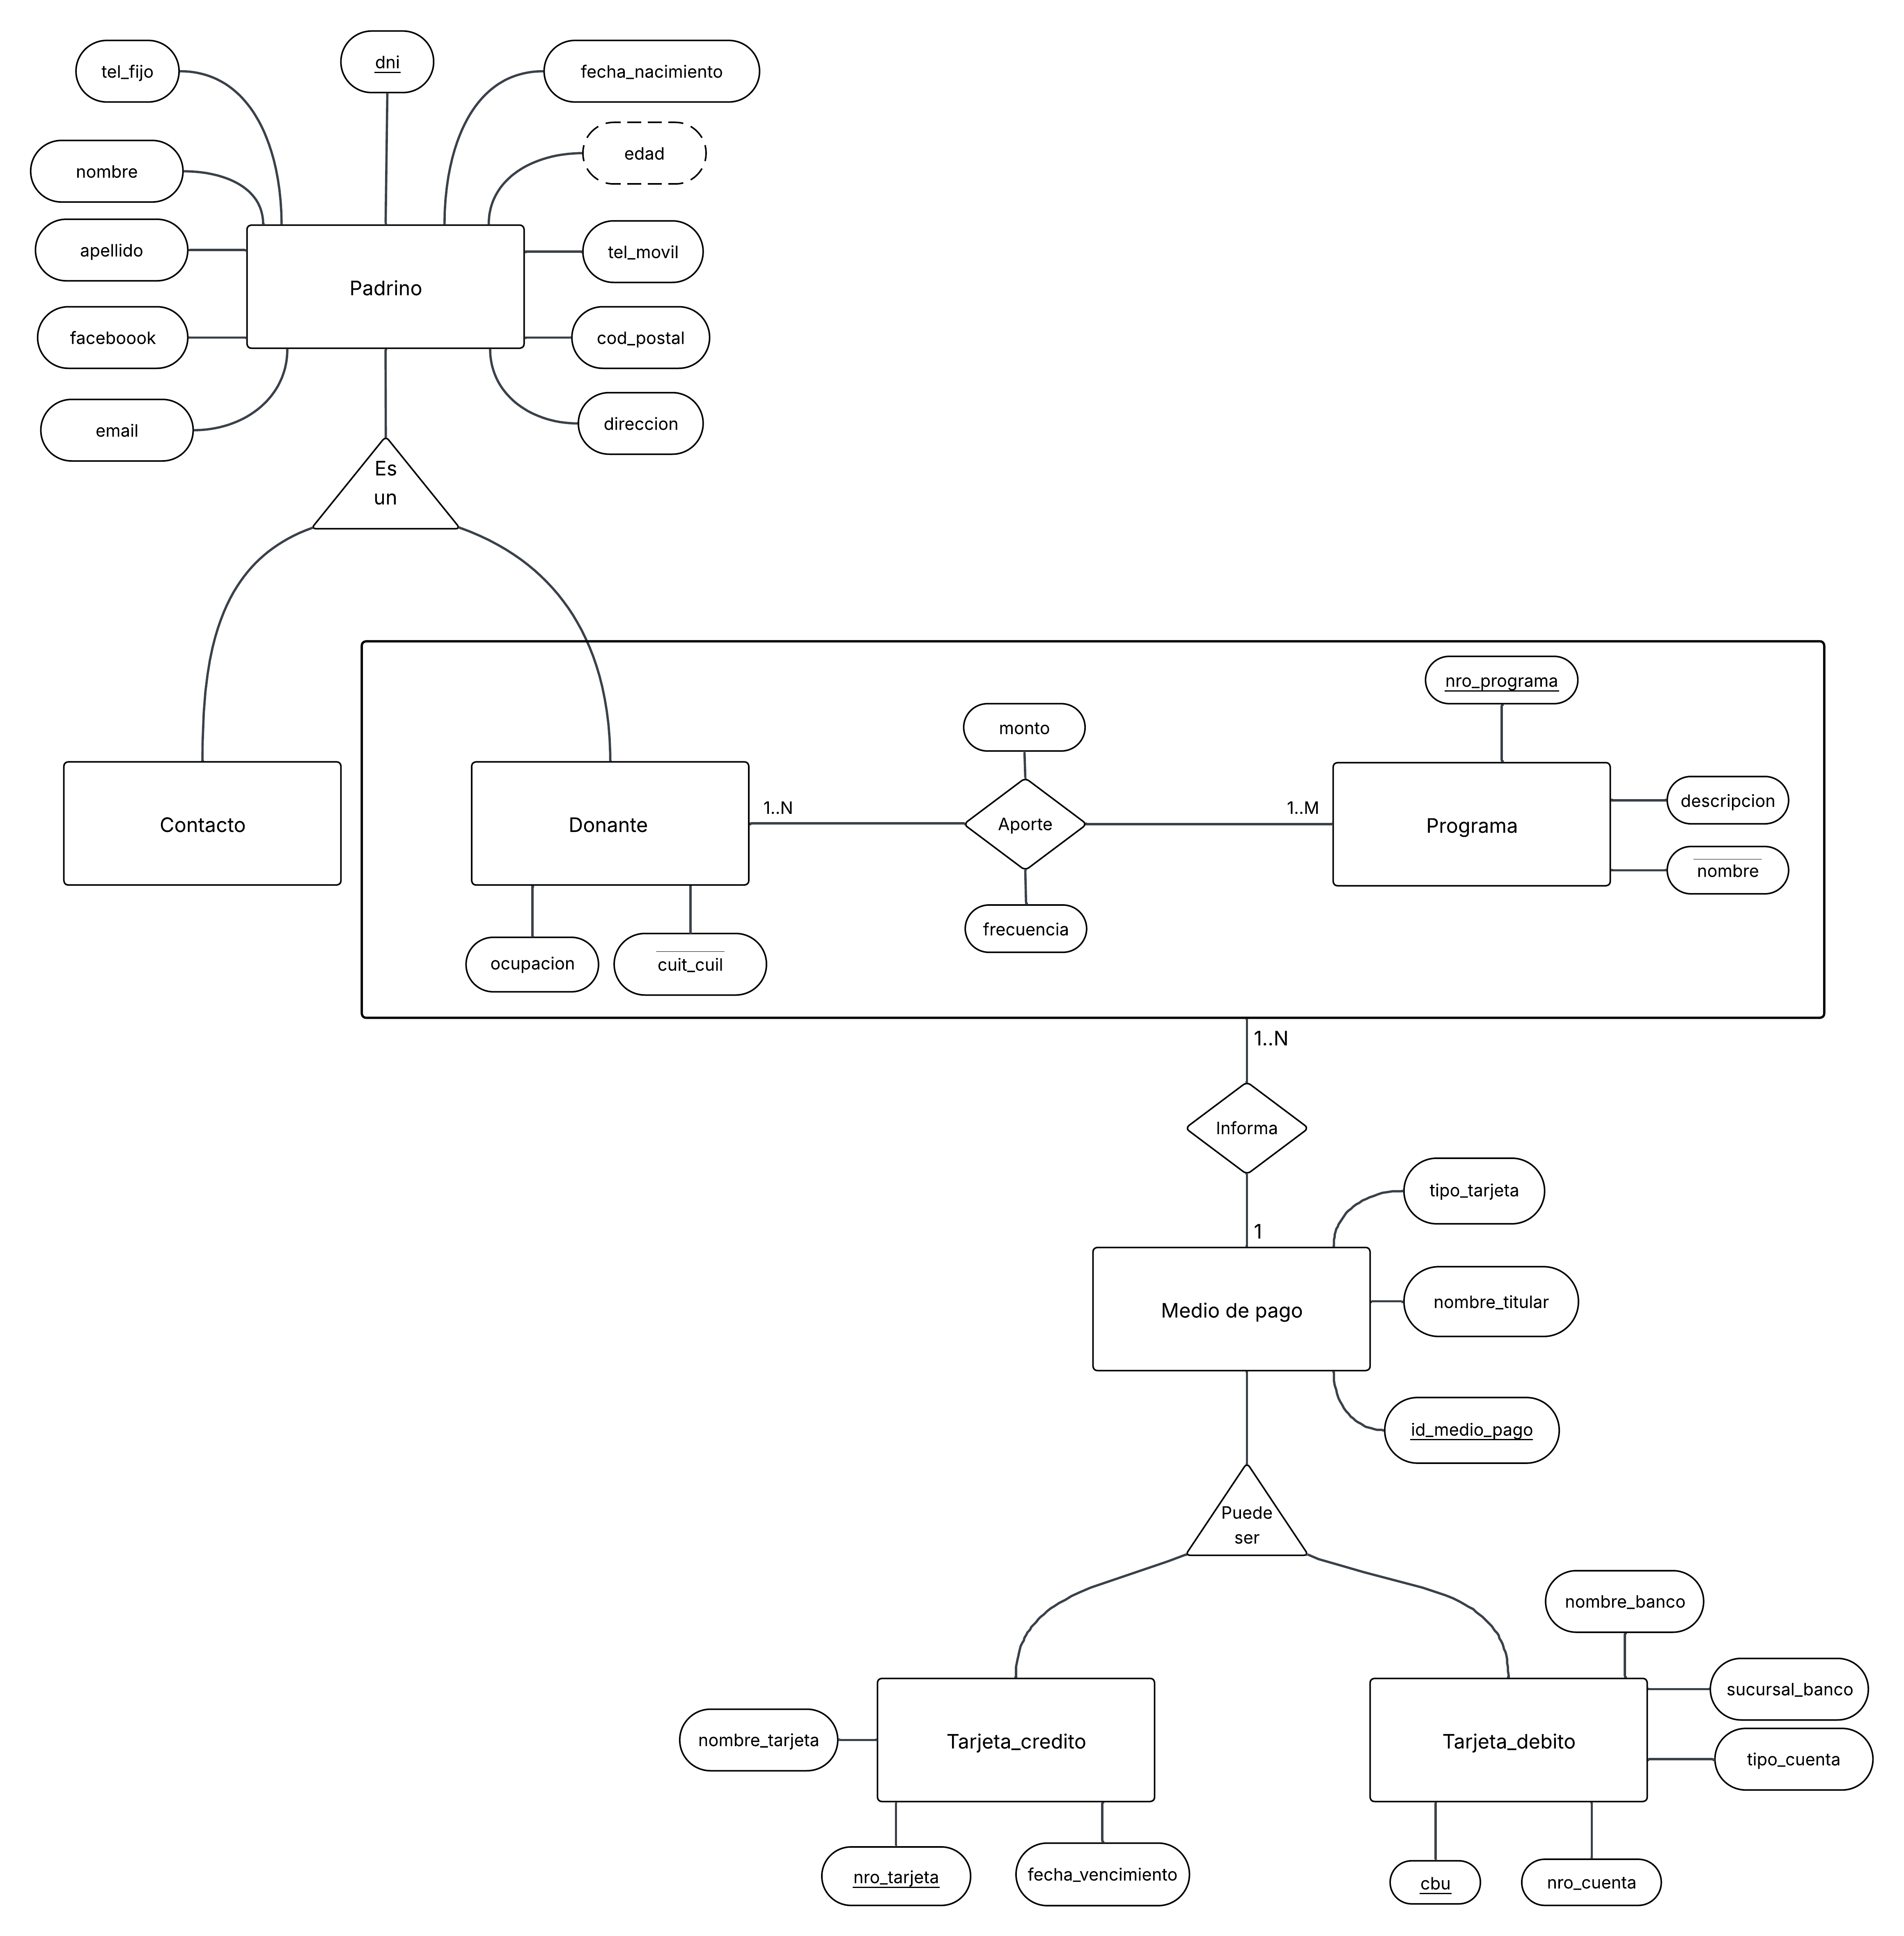 dni
tel_fijo
fecha_nacimiento
edad
nombre
apellido
tel_movil
Padrino
faceboook
cod_postal
email
direccion
Es
un
nro_programa
monto
descripcion
1..N
1..M
Contacto
Donante
Aporte
Programa
nombre
frecuencia
ocupacion
cuit_cuil
1..N
Informa
tipo_tarjeta
1
nombre_titular
Medio de pago
id_medio_pago
Puede
ser
nombre_banco
sucursal_banco
nombre_tarjeta
Tarjeta_credito
Tarjeta_debito
tipo_cuenta
nro_tarjeta
fecha_vencimiento
cbu
nro_cuenta